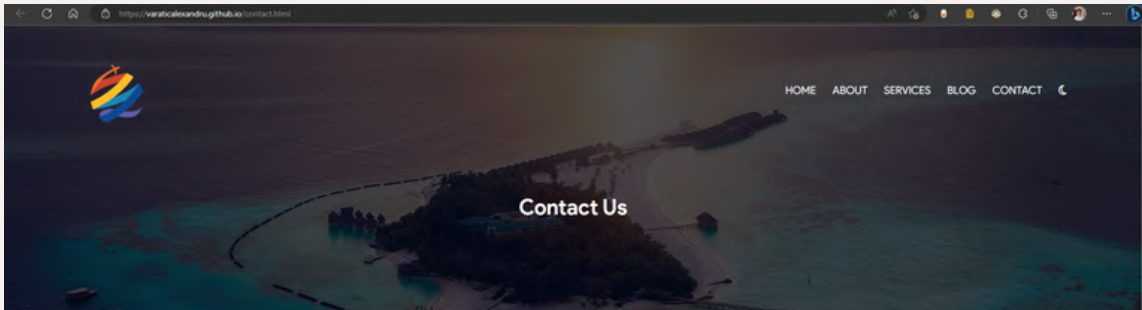 https://varaticalexandru.github.io/contact.html
HOME ABOUT SERVICES BLOG CONTACT
Contact Us